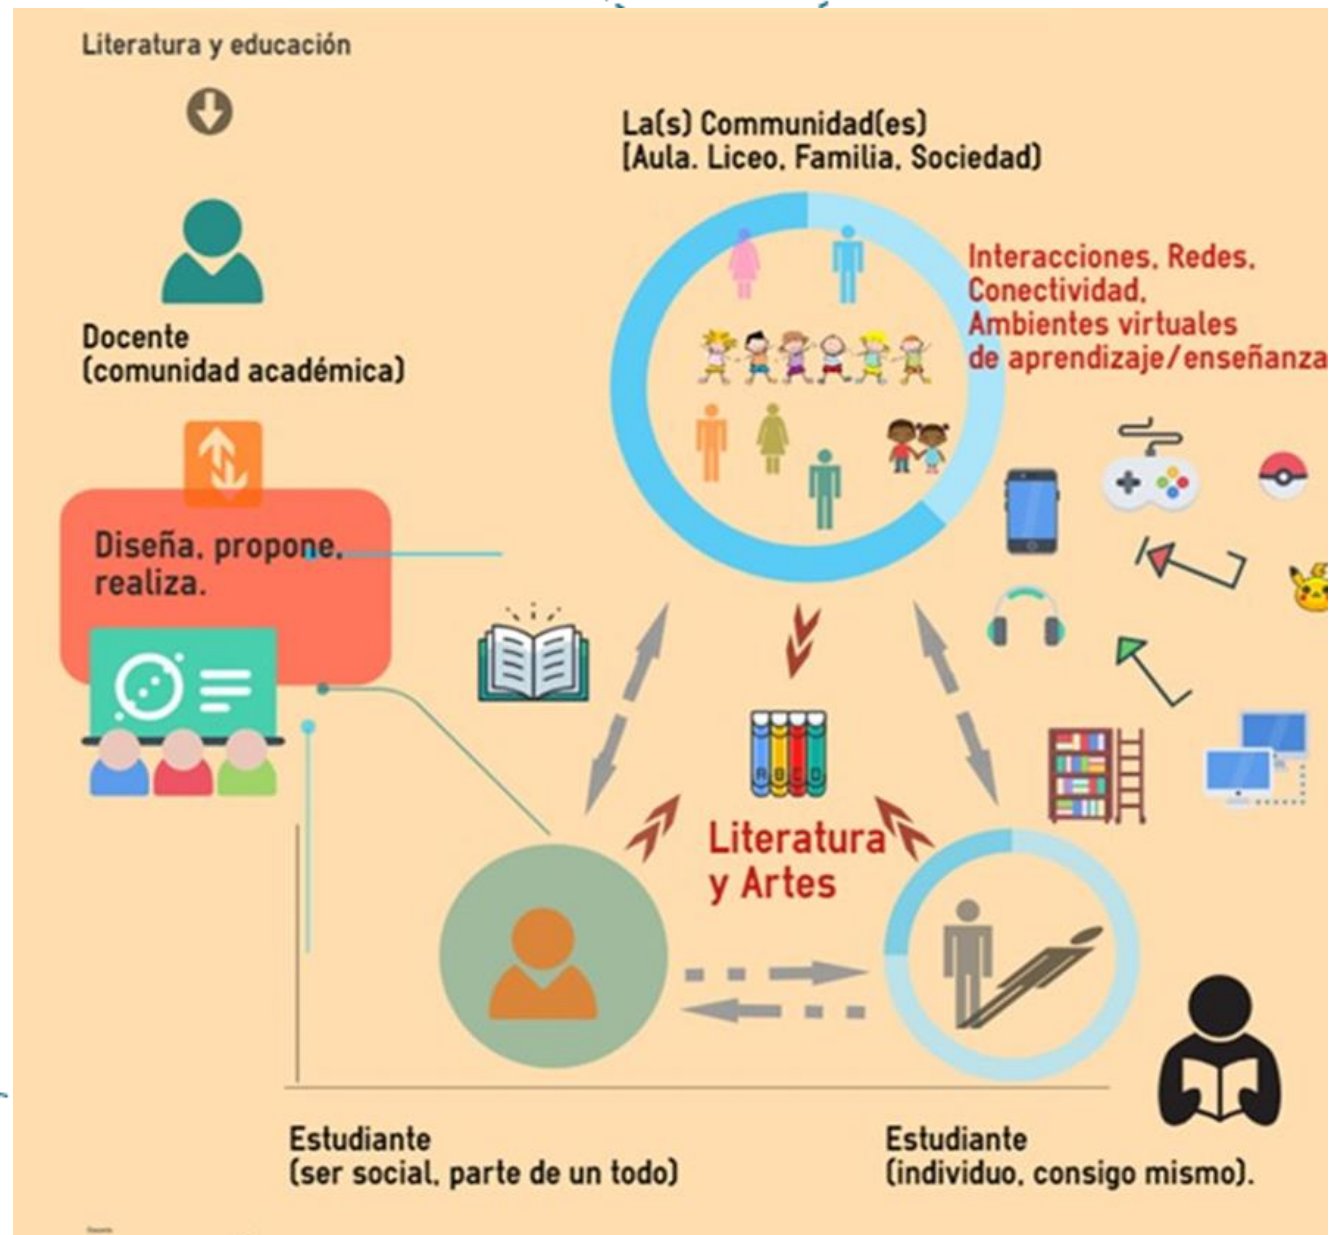 Literatura y educación
La(s) Communidad(es)
[Aula. Liceo, Familia, Sociedad)
Interacciones, Redes,
Conectividad,
Ambientes virtuales
de aprendizaje/enseñanza
Docente
(comunidad académica)
Diseña, propone,
realiza.
A B C D
Literatura
y Artes
Estudiante
(ser social, parte de un todo)
Estudiante
(individuo, consigo mismo).